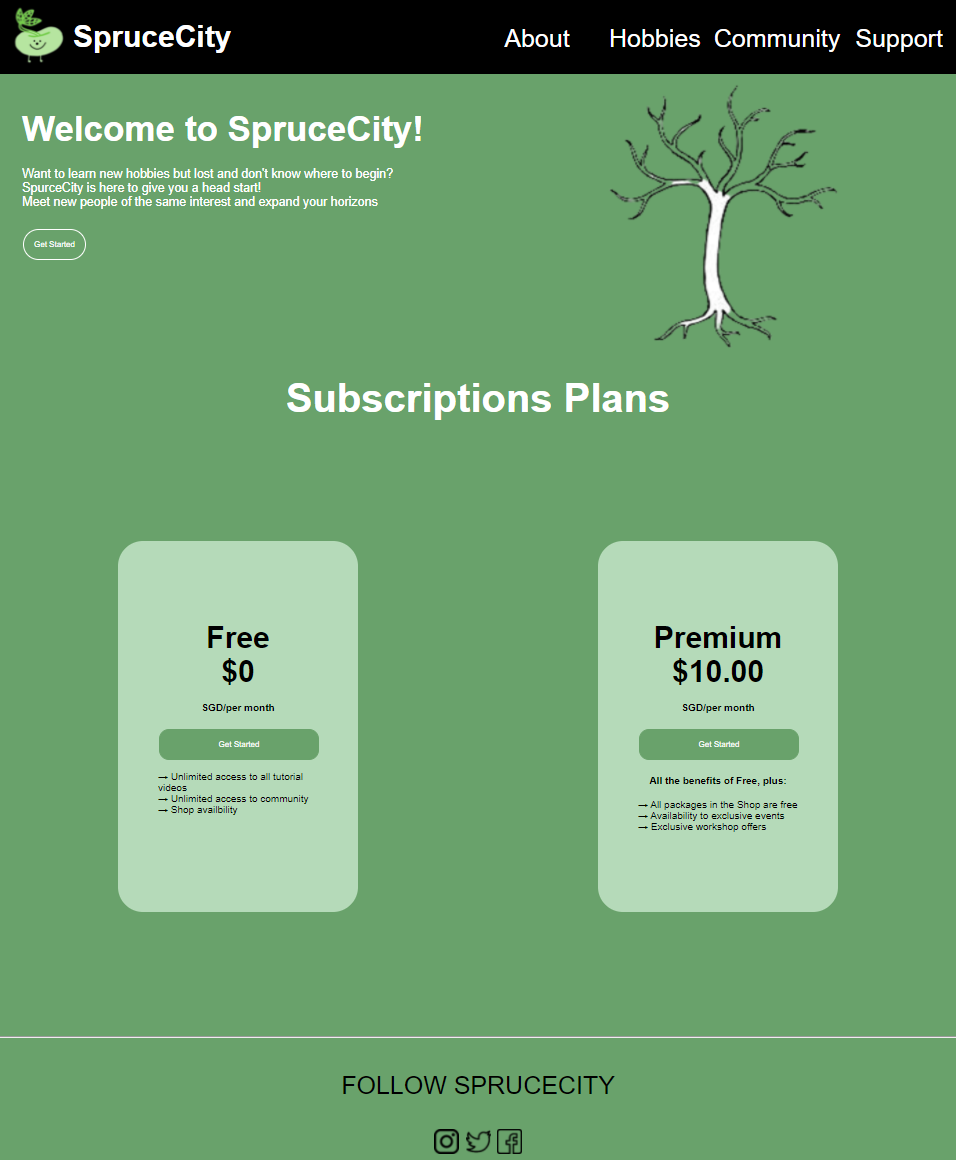 SpruceCity
About Hobbies Community Support
Welcome to SpruceCity!
Want to learn new hobbies but lost and don't know where to begin?
SpurceCity is here to give you a head start!
Meet new people of the same interest and expand your horizons
Get Started
Subscriptions Plans
Free
$0
SGD/per month
Get Started
→ Unlimited access to all tutorial
videos
→ Unlimited access to community
→ Shop availbility
Premium
$10.00
SGD/per month
Get Started
All the benefits of Free, plus:
→ All packages in the Shop are free
→ Availability to exclusive events
→ Exclusive workshop offers
FOLLOW SPRUCECITY